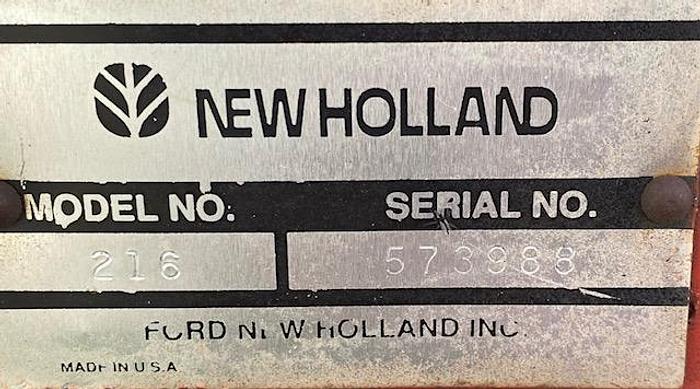 NEW HOLLAND
MODEL NO. SERIAL NO.
216 573988
FORD NEW HOLLAND INC.
MADE IN U.S.A